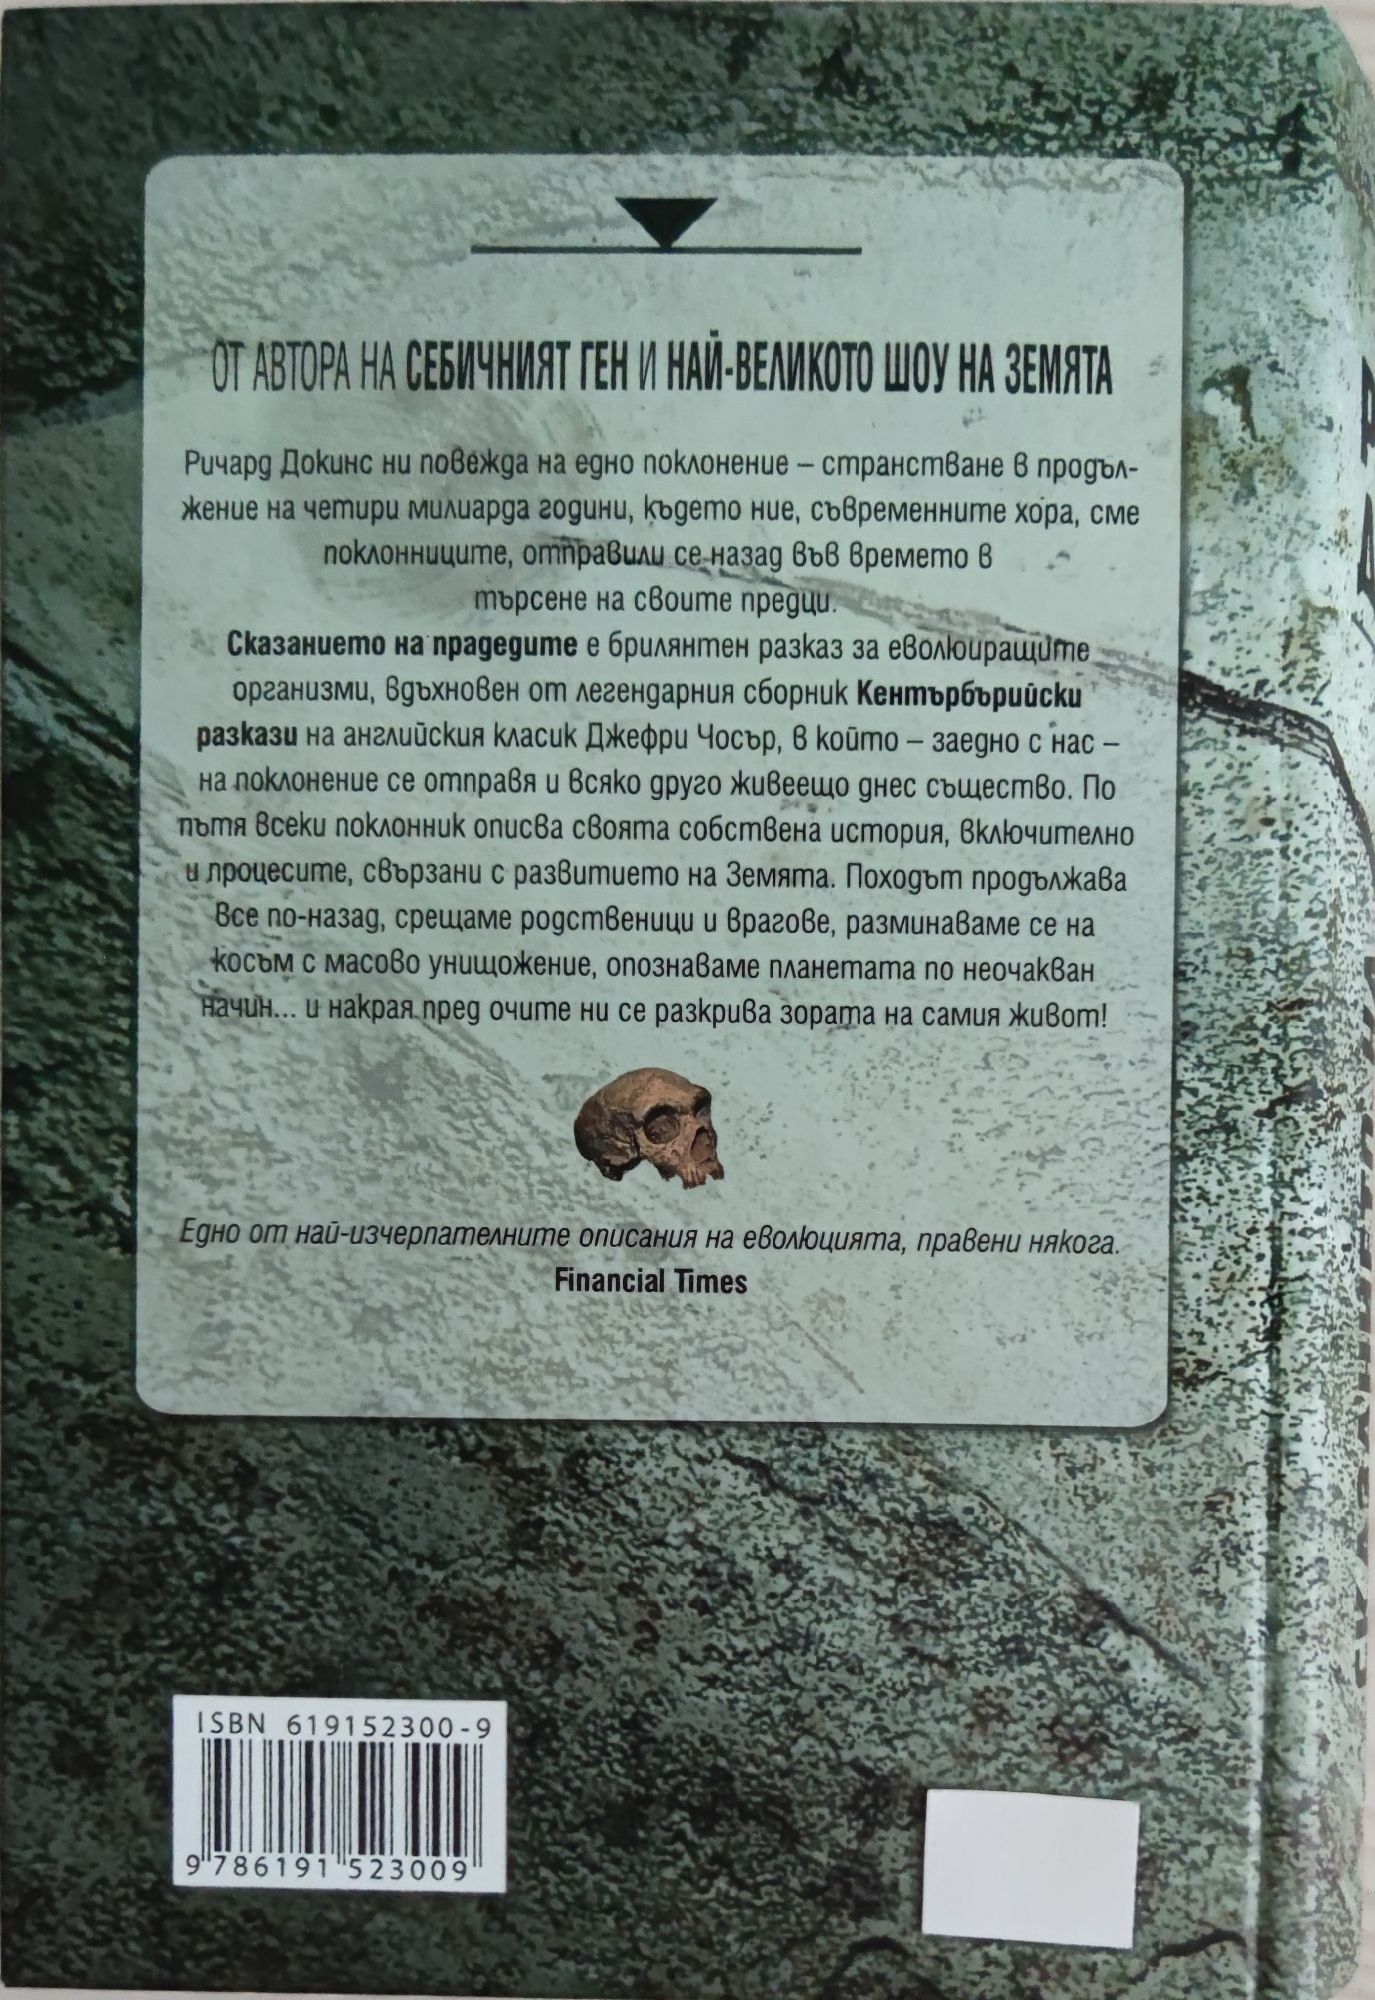 ОТ АВТОРА НА СЕБИЧНИЯТ ГЕН И НАЙ-ВЕЛИКОТО ШОУ НА ЗЕМЯТА
Ричард Докинс ни повежда на едно поклонение – странстване в продъл-
жение на четири милиарда години, където ние, съвременните хора, сме
поклонниците, отправили се назад във времето в
търсене на своите предци.
Сказанието на прадедите е брилянтен разказ за еволюиращите
организми, вдъхновен от легендарния сборник Кентърбърийски
разкази на английския класик Джефри Чосър, в който – заедно с нас –
на поклонение се отправя и всяко друго живеещо днес същество. По
пътя всеки поклонник описва своята собствена история, включително
и процесите, свързани с развитието на Земята. Походът продължава
все по-назад, срещаме родственици и врагове, разминаваме се на
косъм с масово унищожение, опознаваме планетата по неочакван
начин... и накрая пред очите ни се разкрива зората на самия живот!
Едно от най-изчерпателните описания на еволюцията, правени някога.
Financial Times
ISBN 619152300-9
9 786191 523009